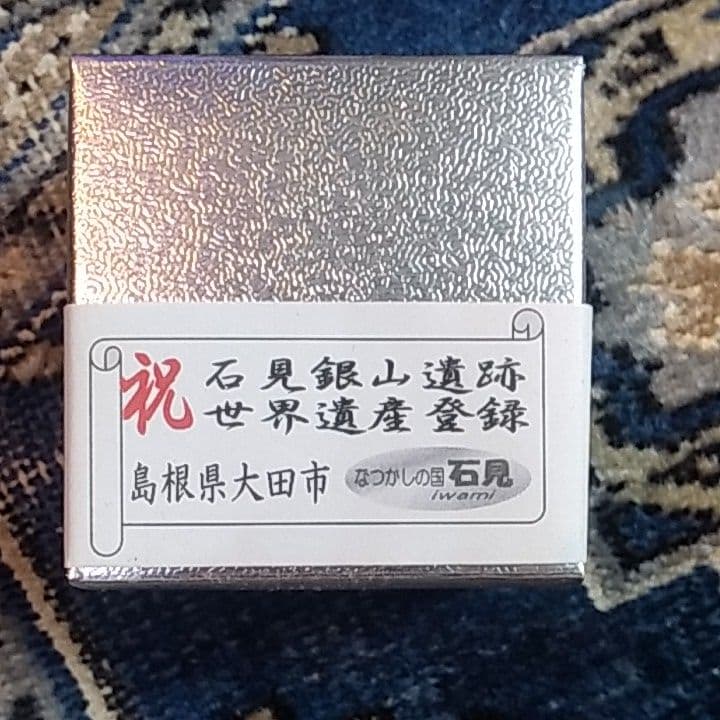 祝 石見銀山遺跡
世界遺産登録
島根県大田市
なつかしの国 石見
iwami